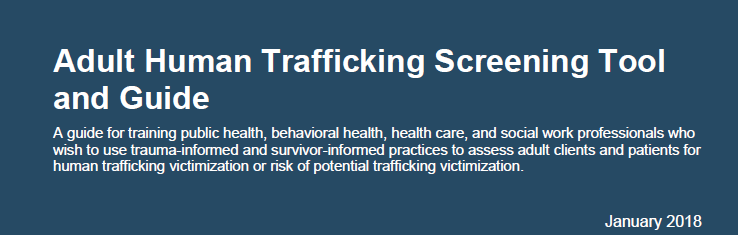 Adult Human Trafficking Screening Tool
and Guide
A guide for training public health, behavioral health, health care, and social work professionals who
wish to use trauma-informed and survivor-informed practices to assess adult clients and patients for
human trafficking victimization or risk of potential trafficking victimization.
January 2018